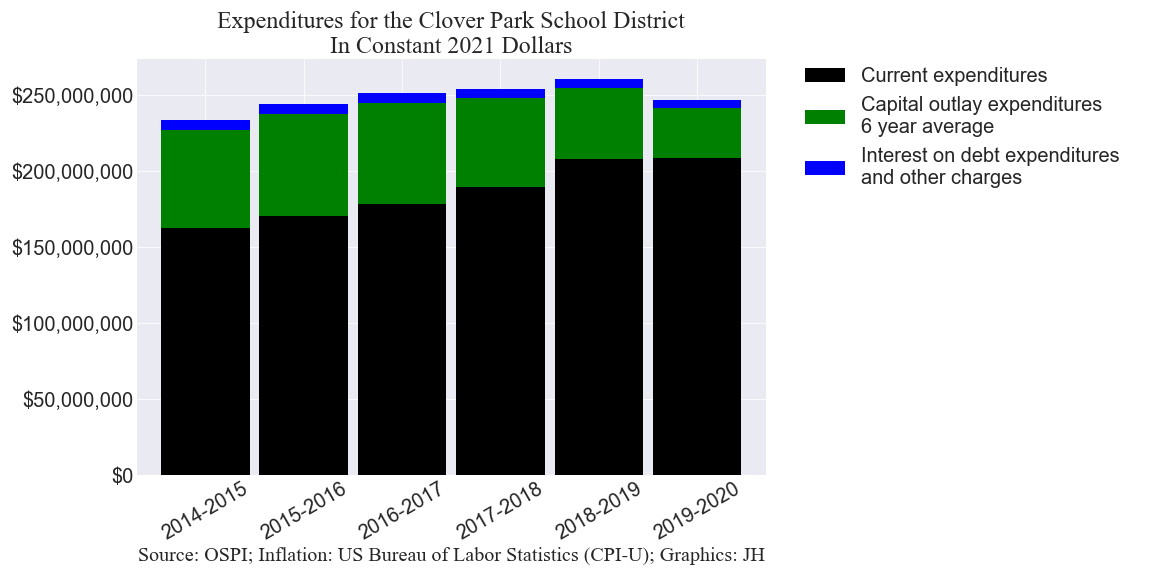 Expenditures for the Clover Park School District
In Constant 2021 Dollars
$250,000,000
$200,000,000
$150,000,000
$100,000,000
$50,000,000
$0
2014-2015
2015-2016
2016-2017
2017-2018
2018-2019
2019-2020
Source: OSPI; Inflation: US Bureau of Labor Statistics (CPI-U); Graphics: JH
Current expenditures
Capital outlay expenditures
6 year average
Interest on debt expenditures
and other charges